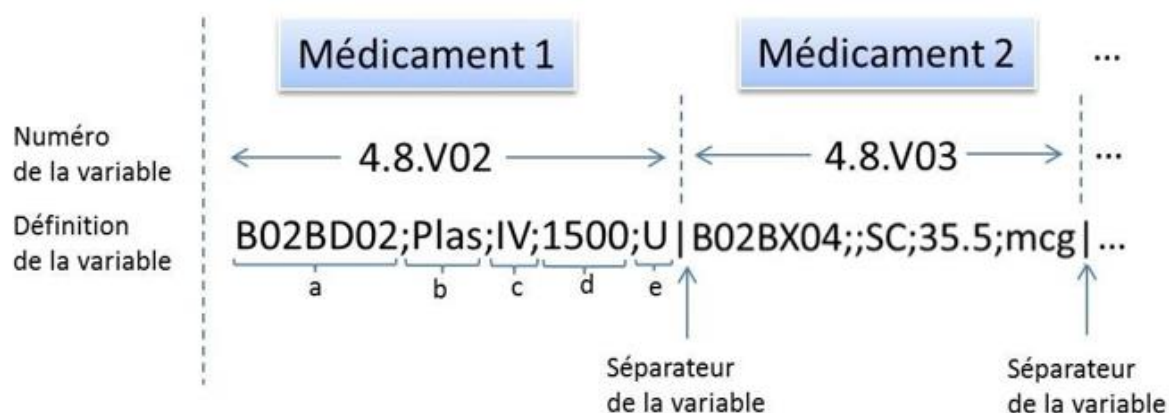 Médicament 1 Médicament 2 ...
Numéro
de la variable
4.8.V02 4.8.V03 ...
Définition
de la variable
B02BD02;Plas;IV;1500;U|B02BX04;;SC;35.5;mcg|...
a b c d e
Séparateur
de la variable
Séparateur
de la variable